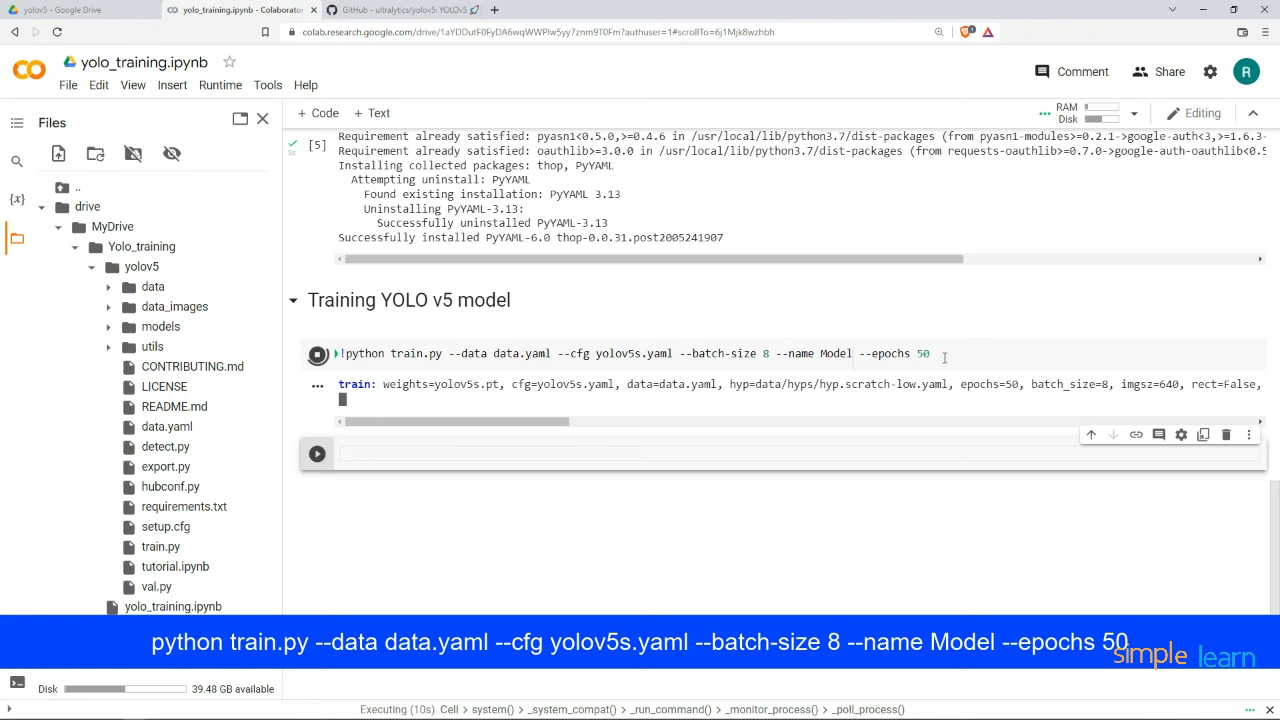 yolov5 - Google Drive
yolo_training.ipynb - Colaborator
GitHub - ultralytics/yolov5: YOLOv5
colab.research.google.com/drive/1aYDDutF0FyDA6wqWWPlw5yy7znm9T0Fm?authuser=1#scrollTo=6j1Mjk8wzhbh
yolo_training.ipynb
File Edit View Insert Runtime Tools Help
Comment
Share
R
Files
+ Code + Text
RAM
Disk
Editing
..
drive
MyDrive
Yolo_training
yolov5
data
data_images
models
utils
CONTRIBUTING.md
LICENSE
README.md
data.yaml
detect.py
export.py
hubconf.py
requirements.txt
setup.cfg
train.py
tutorial.ipynb
val.py
yolo_training.ipynb
Disk
39.48 GB available
[5]
3s
Requirement already satisfied: pyasn1<0.5.0,>=0.4.6 in /usr/local/lib/python3.7/dist-packages (from pyasn1-modules>=0.2.1->google-auth<3,>=1.6.3-
Requirement already satisfied: oauthlib>=3.0.0 in /usr/local/lib/python3.7/dist-packages (from requests-oauthlib>=0.7.0->google-auth-oauthlib<0.5
Installing collected packages: thop, PyYAML
Attempting uninstall: PyYAML
Found existing installation: PyYAML 3.13
Uninstalling PyYAML-3.13:
Successfully uninstalled PyYAML-3.13
Successfully installed PyYAML-6.0 thop-0.0.31.post2005241907
Training YOLO v5 model
!python train.py --data data.yaml --cfg yolov5s.yaml --batch-size 8 --name Model --epochs 50
train: weights=yolov5s.pt, cfg=yolov5s.yaml, data=data.yaml, hyp=data/hyps/hyp.scratch-low.yaml, epochs=50, batch_size=8, imgsz=640, rect=False,
python train.py --data data.yaml --cfg yolov5s.yaml --batch-size 8 --name Model --epochs 50
simple learn
Executing (10s) Cell > system() > _system_compat() > _run_command() > _monitor_process() > _poll_process()